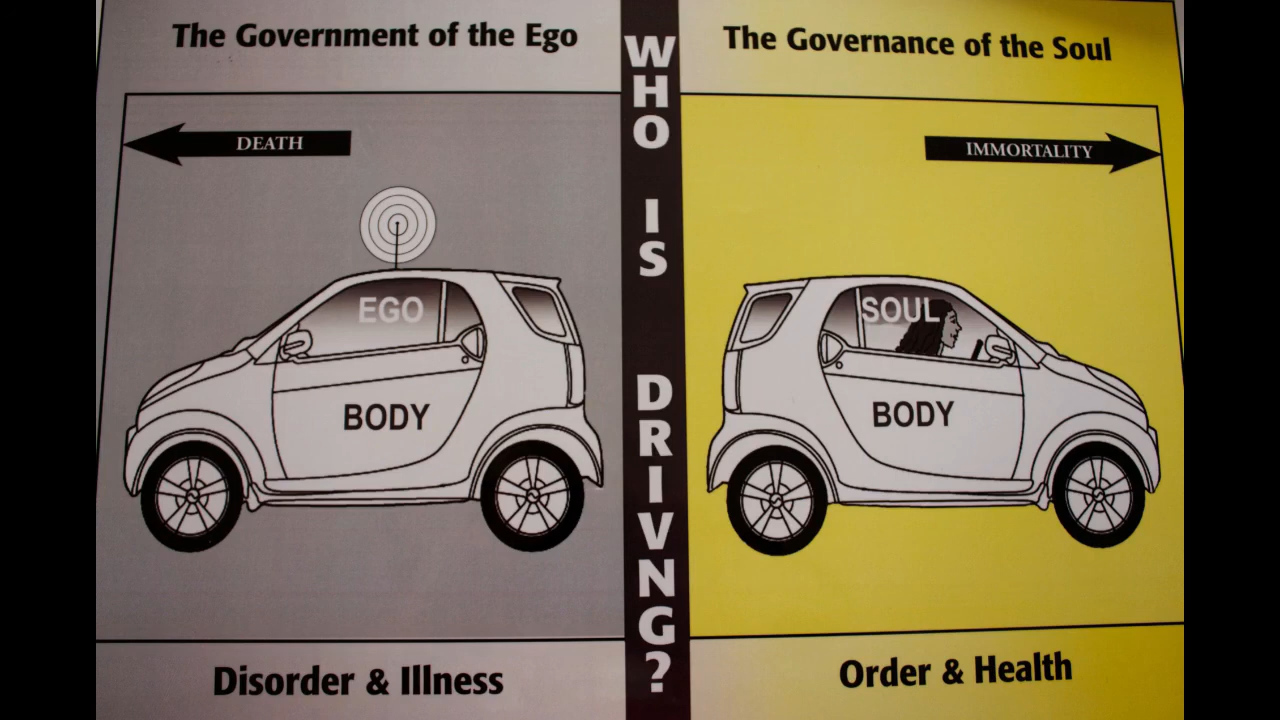 The Government of the Ego
DEATH
EGO
BODY
Disorder & Illness
WHO
IS
DRIVNG?
The Governance of the Soul
IMMORTALITY
SOUL
BODY
Order & Health